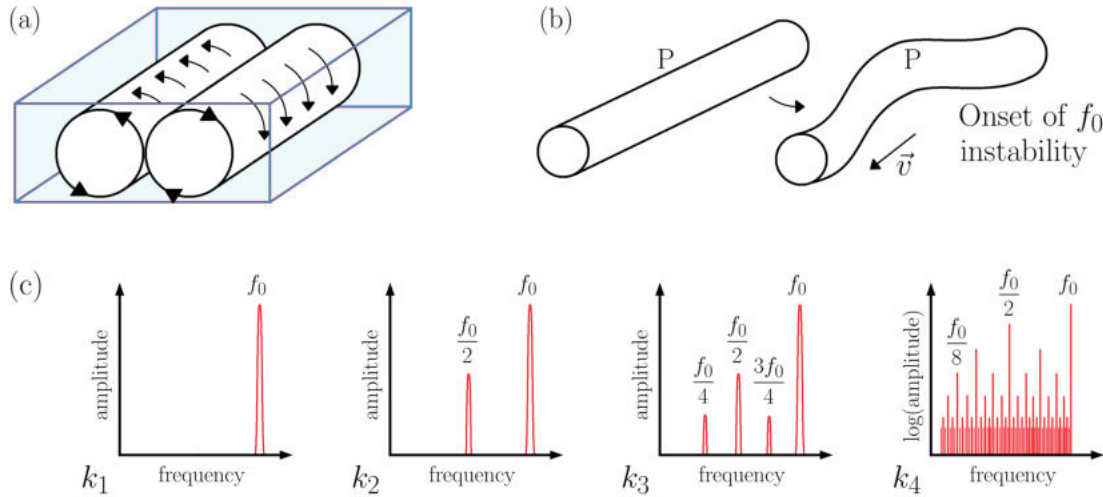 (a)
(b)
P
P
Onset of f₀
instability
v⃗
(c)
amplitude
f₀
k₁
frequency
amplitude
f₀/2
f₀
k₂
frequency
amplitude
f₀/4
f₀/2
3f₀/4
f₀
k₃
frequency
log(amplitude)
f₀/8
f₀/2
f₀
k₄
frequency